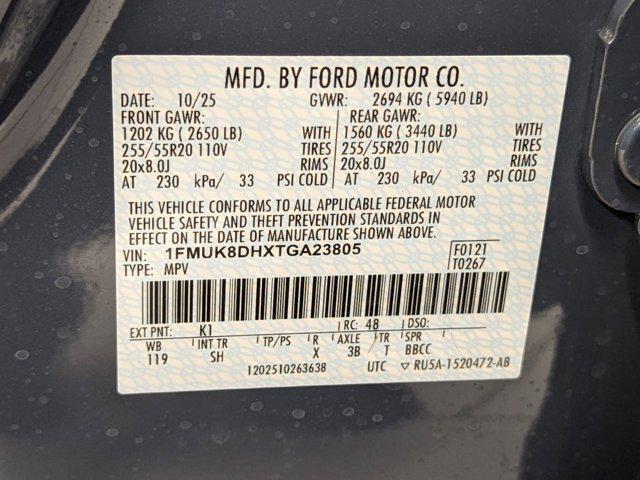 MFD. BY FORD MOTOR CO.
DATE: 10/25 GVWR: 2694 KG ( 5940 LB)
FRONT GAWR: REAR GAWR:
1202 KG ( 2650 LB) WITH 1560 KG ( 3440 LB) WITH
255/55R20 110V TIRES 255/55R20 110V TIRES
20x8.0J RIMS 20x8.0J RIMS
AT 230 kPa/ 33 PSI COLD AT 230 kPa/ 33 PSI COLD
THIS VEHICLE CONFORMS TO ALL APPLICABLE FEDERAL MOTOR
VEHICLE SAFETY AND THEFT PREVENTION STANDARDS IN
EFFECT ON THE DATE OF MANUFACTURE SHOWN ABOVE.
VIN: 1FMUK8DHXTGA23805 F0121
TYPE: MPV T0267
EXT PNT: K1 RC: 48 DSO:
WB INT TR TP/PS R AXLE TR SPR
119 SH X 3B T BBCC
1202510263638 UTC ▽ RU5A-1520472-AB